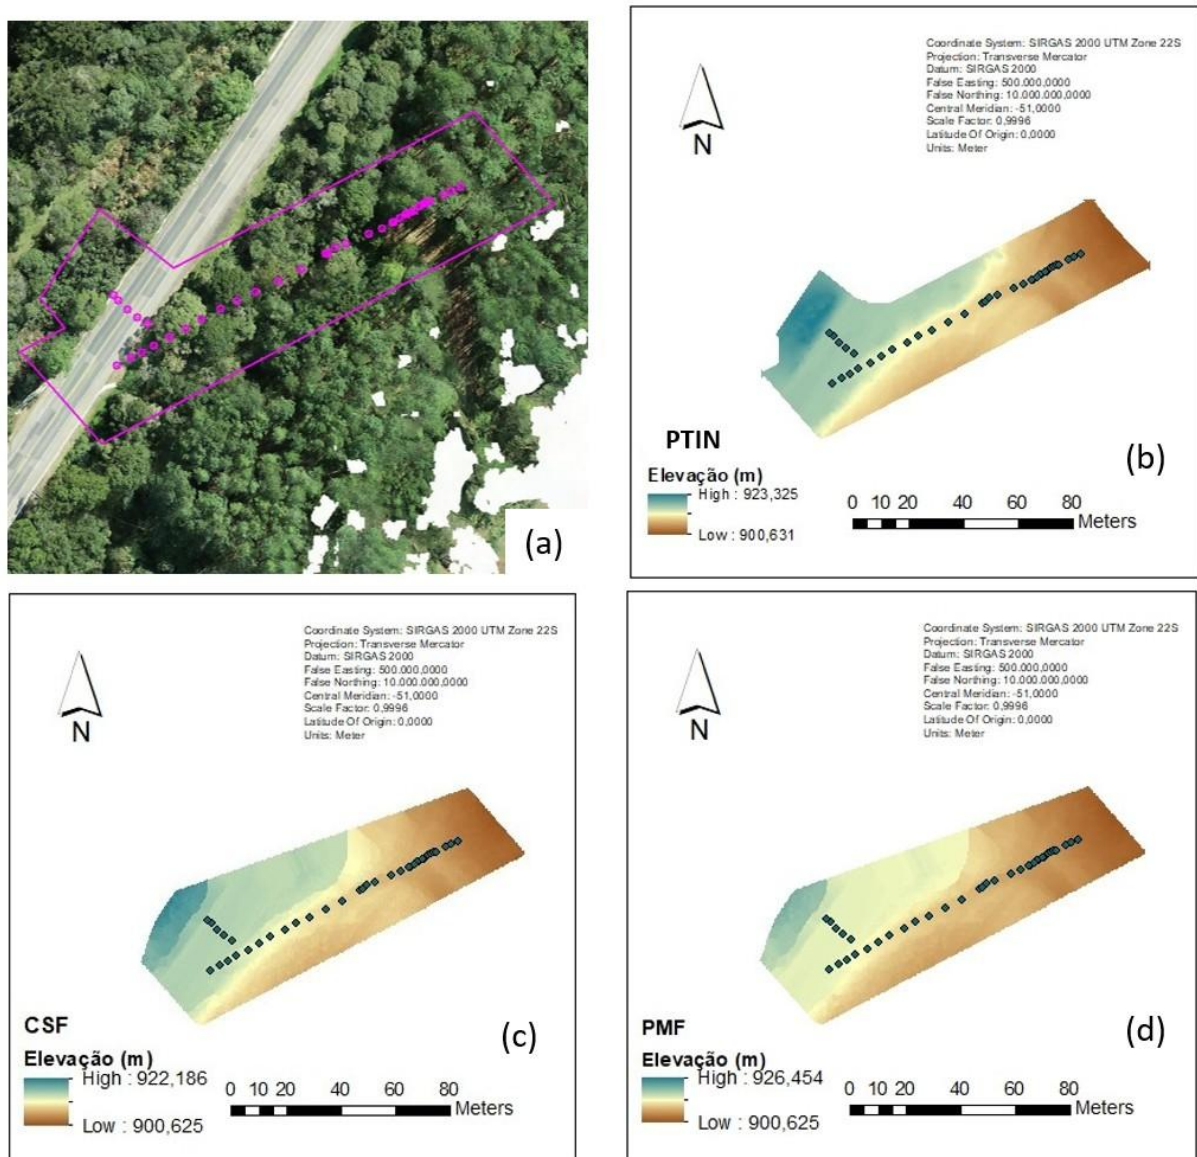 (a)
Coordinate System: SIRGAS 2000 UTM Zone 22S
Projection: Transverse Mercator
Datum: SIRGAS 2000
False Easting: 500.000,0000
False Northing: 10.000.000,0000
Central Meridian: -51,0000
Scale Factor: 0,9996
Latitude Of Origin: 0,0000
Units: Meter
N
PTIN
(b)
Elevação (m)
High : 923,325
Low : 900,631
0 10 20 40 60 80
Meters
Coordinate System: SIRGAS 2000 UTM Zone 22S
Projection: Transverse Mercator
Datum: SIRGAS 2000
False Easting: 500.000,0000
False Northing: 10.000.000,0000
Central Meridian: -51,0000
Scale Factor: 0,9996
Latitude Of Origin: 0,0000
Units: Meter
N
CSF
(c)
Elevação (m)
High : 922,186
Low : 900,625
0 10 20 40 60 80
Meters
Coordinate System: SIRGAS 2000 UTM Zone 22S
Projection: Transverse Mercator
Datum: SIRGAS 2000
False Easting: 500.000,0000
False Northing: 10.000.000,0000
Central Meridian: -51,0000
Scale Factor: 0,9996
Latitude Of Origin: 0,0000
Units: Meter
N
PMF
(d)
Elevação (m)
High : 926,454
Low : 900,625
0 10 20 40 60 80
Meters